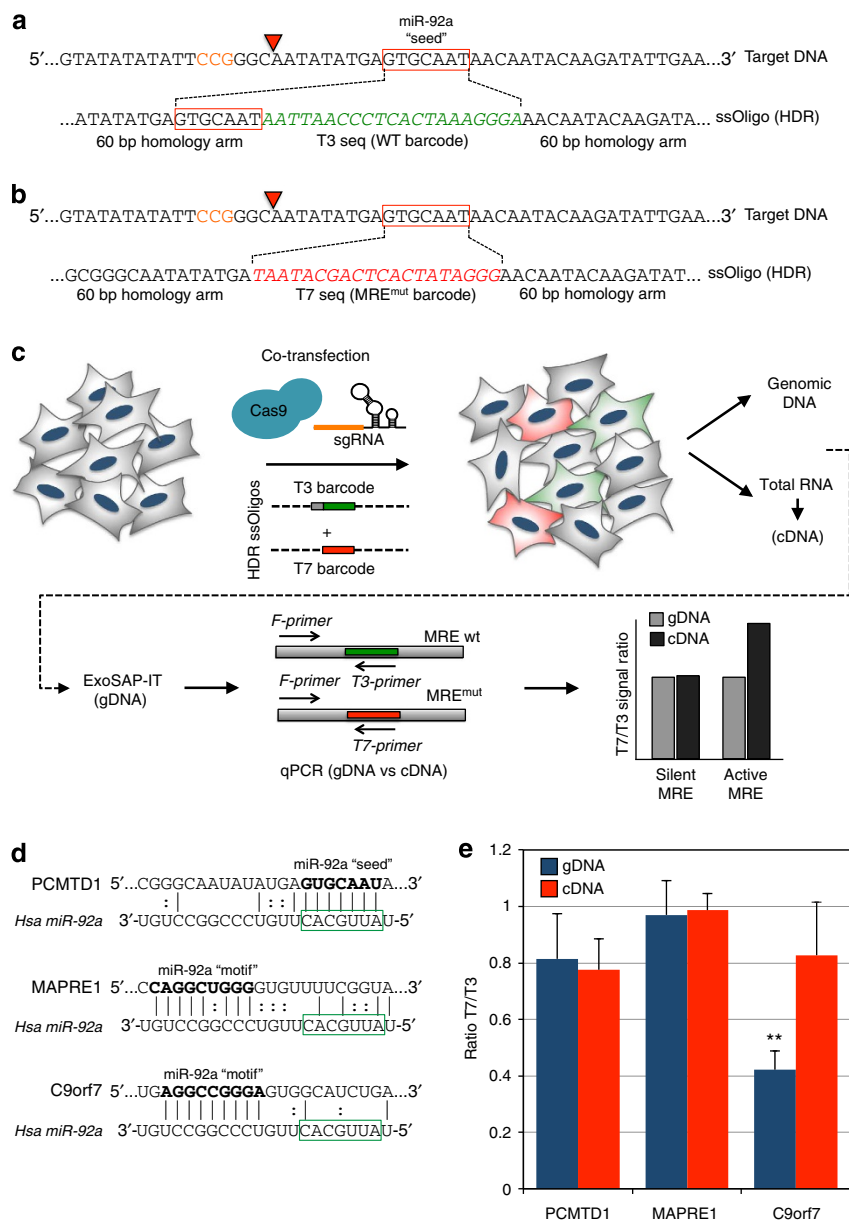 a
miR-92a
“seed”
5′...GTATATATATTCCGGGCAATATATGAGTGCAATAACAATACAAGATATTGAA...3′ Target DNA
...ATATATGAGTGCAATAATTAACCCTCACTAAAGGGAAACAATACAAGATA... ssOligo (HDR)
60 bp homology arm T3 seq (WT barcode) 60 bp homology arm
b
5′...GTATATATATTCCGGGCAATATATGAGTGCAATAACAATACAAGATATTGAA...3′ Target DNA
...GCGGGCAATATATGATAATACGACTCACTATAGGGAACAATACAAGATAT... ssOligo (HDR)
60 bp homology arm T7 seq (MREmut barcode) 60 bp homology arm
c
Co-transfection
Cas9
sgRNA
HDR ssOligos
T3 barcode
+
T7 barcode
Genomic
DNA
Total RNA
(cDNA)
ExoSAP-IT
(gDNA)
F-primer
MRE wt
T3-primer
F-primer
MREmut
T7-primer
qPCR (gDNA vs cDNA)
T7/T3 signal ratio
gDNA
cDNA
Silent
MRE
Active
MRE
d
miR-92a “seed”
PCMTD1 5′...CGGGCAAUAUAUGAGUGCAAUA...3′
Hsa miR-92a 3′-UGUCCGGCCCUGUUCACGUUAU-5′
miR-92a “motif”
MAPRE1 5′...CCAGGCUGGGGUGUUUUCGGUA...3′
Hsa miR-92a 3′-UGUCCGGCCCUGUUCACGUUAU-5′
miR-92a “motif”
C9orf7 5′...UGAGGCCGGGAGUGGCAUCUGA...3′
Hsa miR-92a 3′-UGUCCGGCCCUGUUCACGUUAU-5′
e
Ratio T7/T3
1.2
1
0.8
0.6
0.4
0.2
0
gDNA
cDNA
**
PCMTD1 MAPRE1 C9orf7